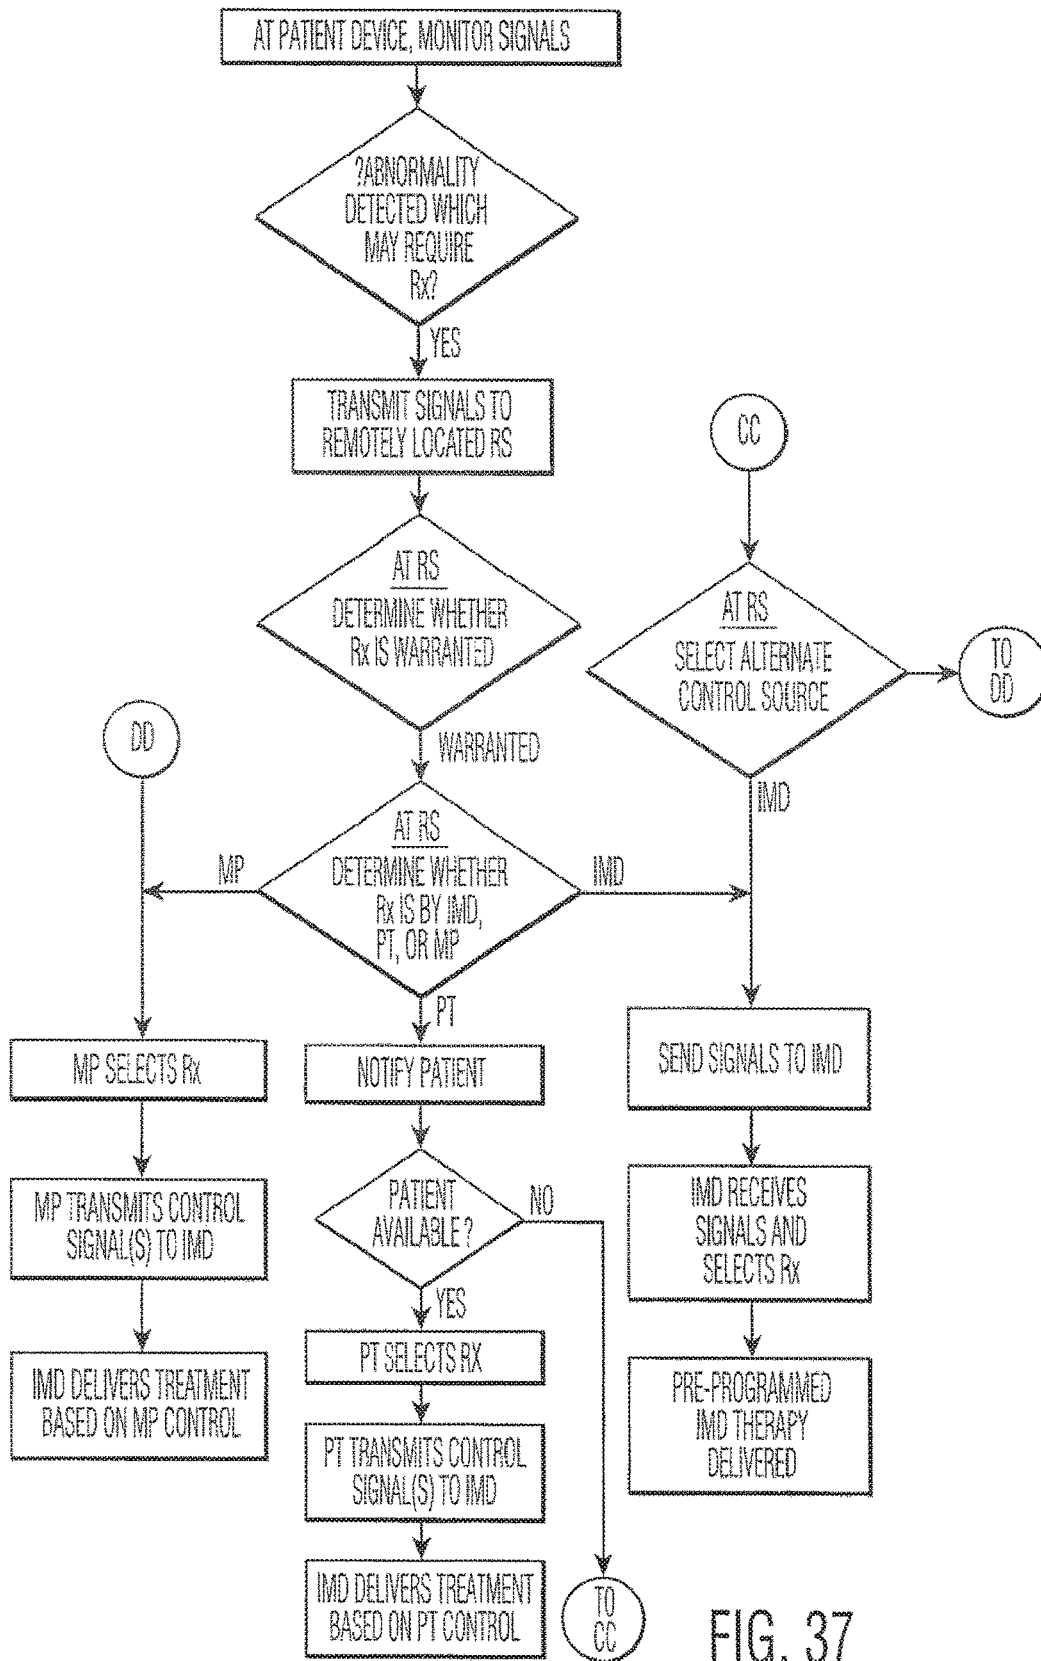 AT PATIENT DEVICE, MONITOR SIGNALS
?ABNORMALITY
DETECTED WHICH
MAY REQUIRE
Rx?
YES
TRANSMIT SIGNALS TO
REMOTELY LOCATED RS
CC
AT RS
DETERMINE WHETHER
Rx IS WARRANTED
AT RS
SELECT ALTERNATE
CONTROL SOURCE
TO
DD
DD
WARRANTED
IMD
AT RS
DETERMINE WHETHER
Rx IS BY IMD,
PT, OR MP
MP
IMD
PT
MP SELECTS Rx
NOTIFY PATIENT
SEND SIGNALS TO IMD
MP TRANSMITS CONTROL
SIGNAL(S) TO IMD
PATIENT
AVAILABLE?
NO
IMD RECEIVES
SIGNALS AND
SELECTS Rx
YES
IMD DELIVERS TREATMENT
BASED ON MP CONTROL
PT SELECTS RX
PRE-PROGRAMMED
IMD THERAPY
DELIVERED
PT TRANSMITS CONTROL
SIGNAL(S) TO IMD
IMD DELIVERS TREATMENT
BASED ON PT CONTROL
TO
CC
FIG. 37